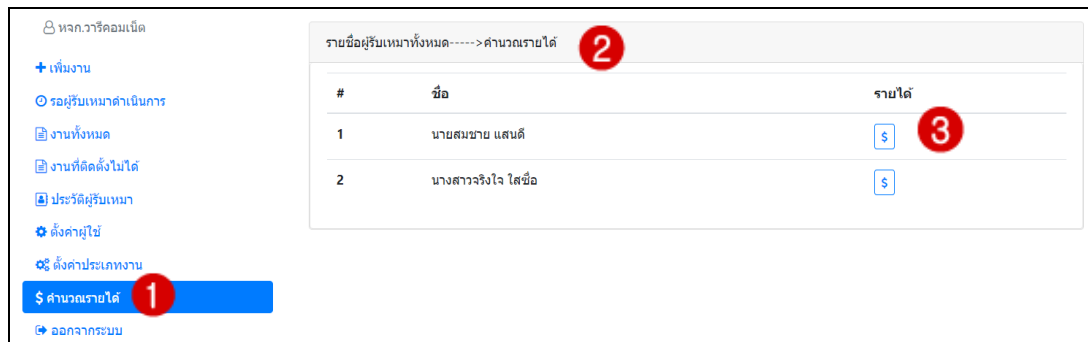 หจก.วารีคอมเน็ต
เพิ่มงาน
รอผู้รับเหมาดำเนินการ
งานทั้งหมด
งานที่ติดตั้งไม่ได้
ประวัติผู้รับเหมา
ตั้งค่าผู้ใช้
ตั้งค่าประเภทงาน
$ คำนวณรายได้ 1
ออกจากระบบ
รายชื่อผู้รับเหมาทั้งหมด----->คำนวณรายได้ 2
# ชื่อ รายได้
1 นายสมชาย แสนดี $ 3
2 นางสาวจริงใจ ใสซื่อ $